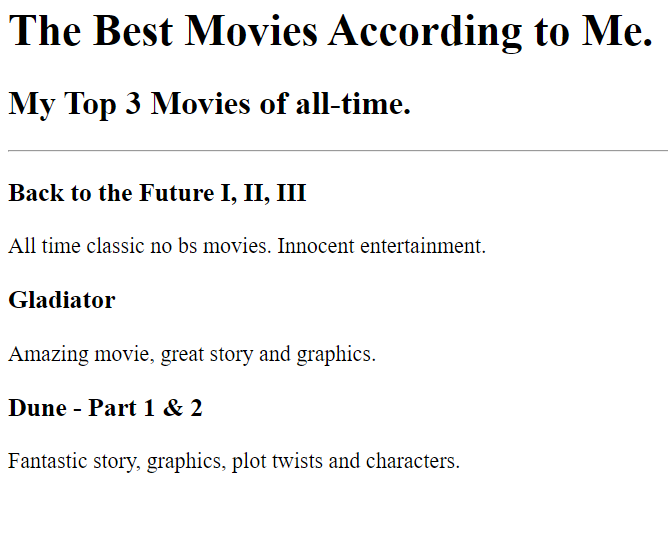 The Best Movies According to Me.
My Top 3 Movies of all-time.
Back to the Future I, II, III
All time classic no bs movies. Innocent entertainment.
Gladiator
Amazing movie, great story and graphics.
Dune - Part 1 & 2
Fantastic story, graphics, plot twists and characters.